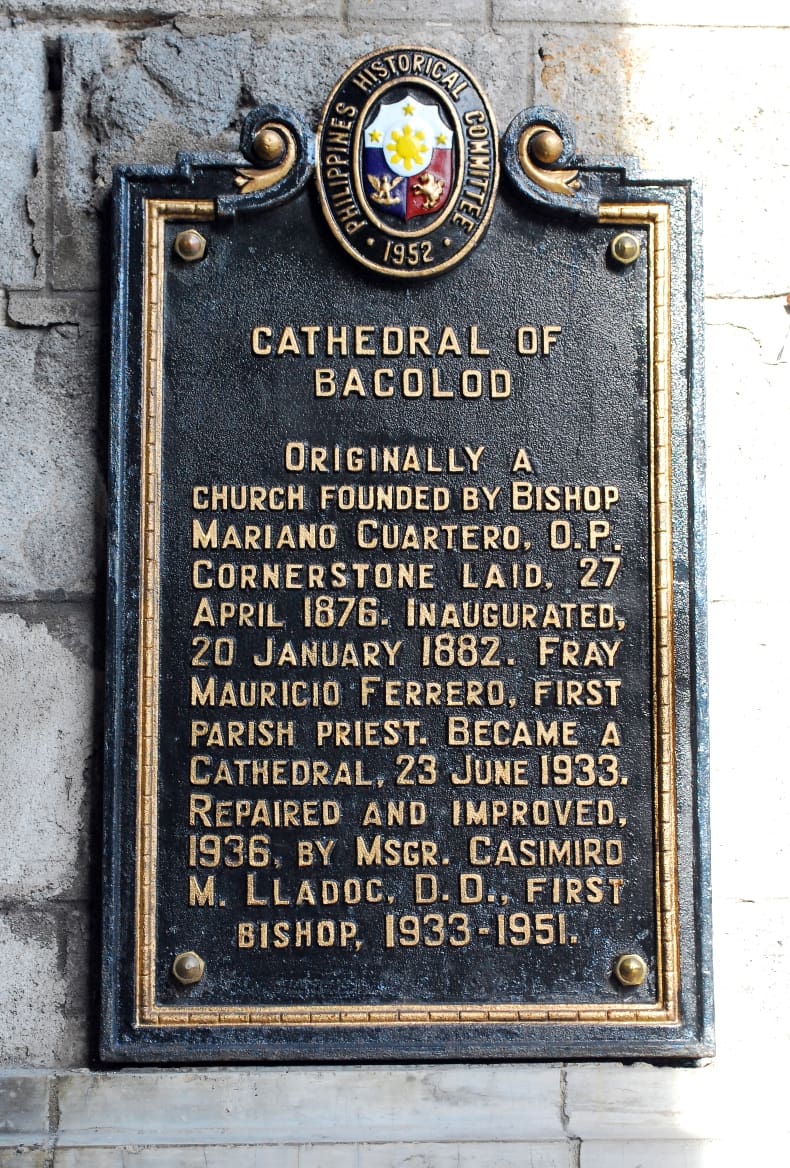 PHILIPPINES HISTORICAL COMMITTEE
1952
CATHEDRAL OF
BACOLOD
ORIGINALLY A
CHURCH FOUNDED BY BISHOP
MARIANO CUARTERO, O.P.
CORNERSTONE LAID, 27
APRIL 1876. INAUGURATED,
20 JANUARY 1882. FRAY
MAURICIO FERRERO, FIRST
PARISH PRIEST. BECAME A
CATHEDRAL, 23 JUNE 1933.
REPAIRED AND IMPROVED,
1936, BY MSGR. CASIMIRO
M. LLADOC, D.D., FIRST
BISHOP, 1933-1951.